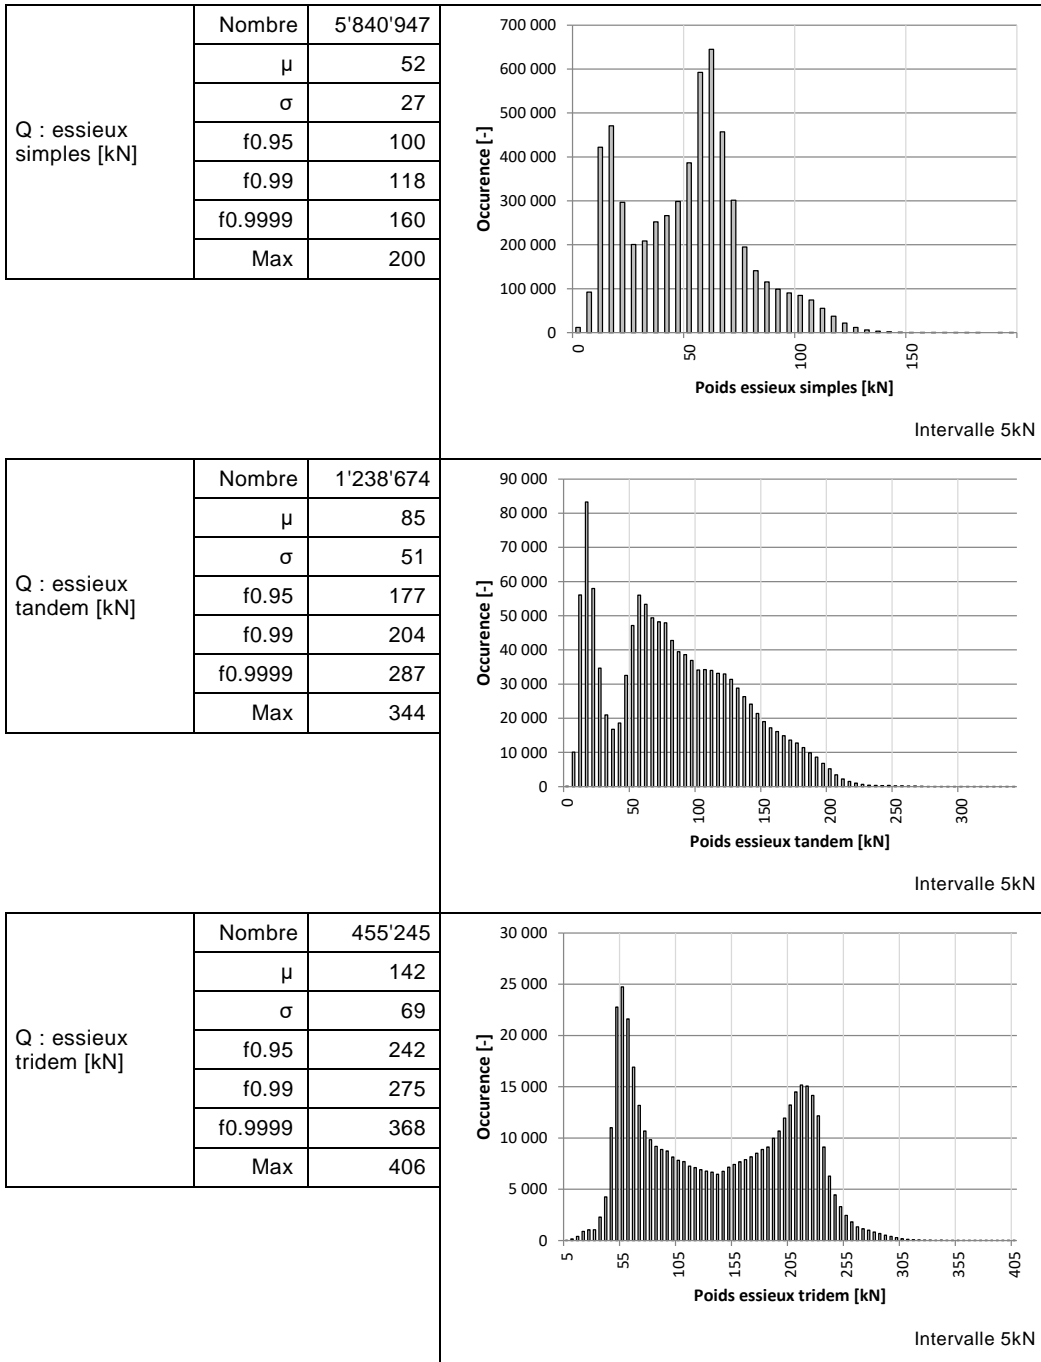 Q : essieux
simples [kN]
Nombre 5'840'947
µ 52
σ 27
f0.95 100
f0.99 118
f0.9999 160
Max 200
700 000
600 000
500 000
400 000
300 000
200 000
100 000
0
Occurence [-]
0 50 100 150
Poids essieux simples [kN]
Intervalle 5kN
Q : essieux
tandem [kN]
Nombre 1'238'674
µ 85
σ 51
f0.95 177
f0.99 204
f0.9999 287
Max 344
90 000
80 000
70 000
60 000
50 000
40 000
30 000
20 000
10 000
0
Occurence [-]
0 50 100 150 200 250 300
Poids essieux tandem [kN]
Intervalle 5kN
Q : essieux
tridem [kN]
Nombre 455'245
µ 142
σ 69
f0.95 242
f0.99 275
f0.9999 368
Max 406
30 000
25 000
20 000
15 000
10 000
5 000
0
Occurence [-]
5 55 105 155 205 255 305 355 405
Poids essieux tridem [kN]
Intervalle 5kN